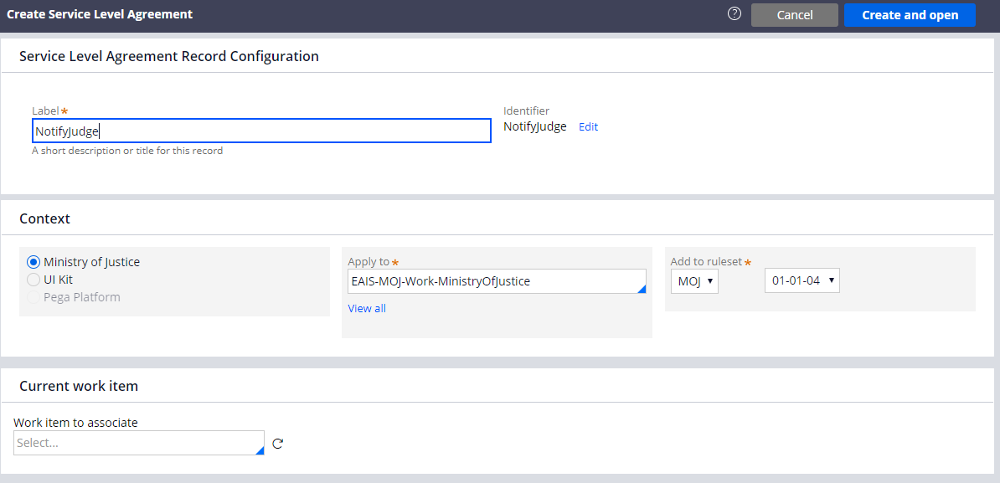 Create Service Level Agreement
? Cancel Create and open
Service Level Agreement Record Configuration
Label*
NotifyJudge
A short description or title for this record
Identifier
NotifyJudge Edit
Context
Ministry of Justice
UI Kit
Pega Platform
Apply to *
EAIS-MOJ-Work-MinistryOfJustice
View all
Add to ruleset*
MOJ 01-01-04
Current work item
Work item to associate
Select...